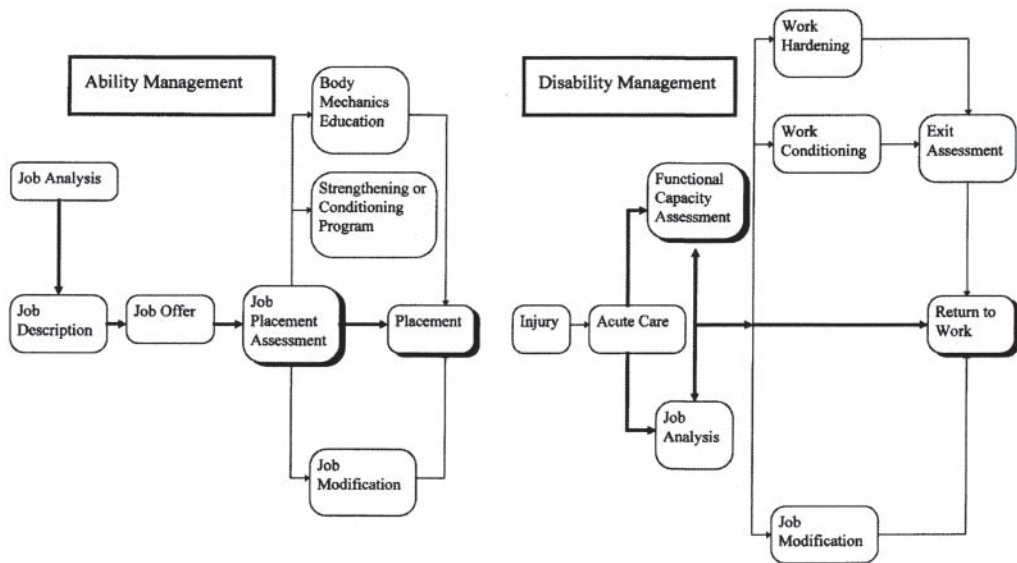 Ability Management
Job Analysis
Job
Description
Job Offer
Job
Placement
Assessment
Body
Mechanics
Education
Strengthening or
Conditioning
Program
Placement
Job
Modification
Disability Management
Injury
Acute Care
Functional
Capacity
Assessment
Job
Analysis
Work
Hardening
Work
Conditioning
Exit
Assessment
Return to
Work
Job
Modification